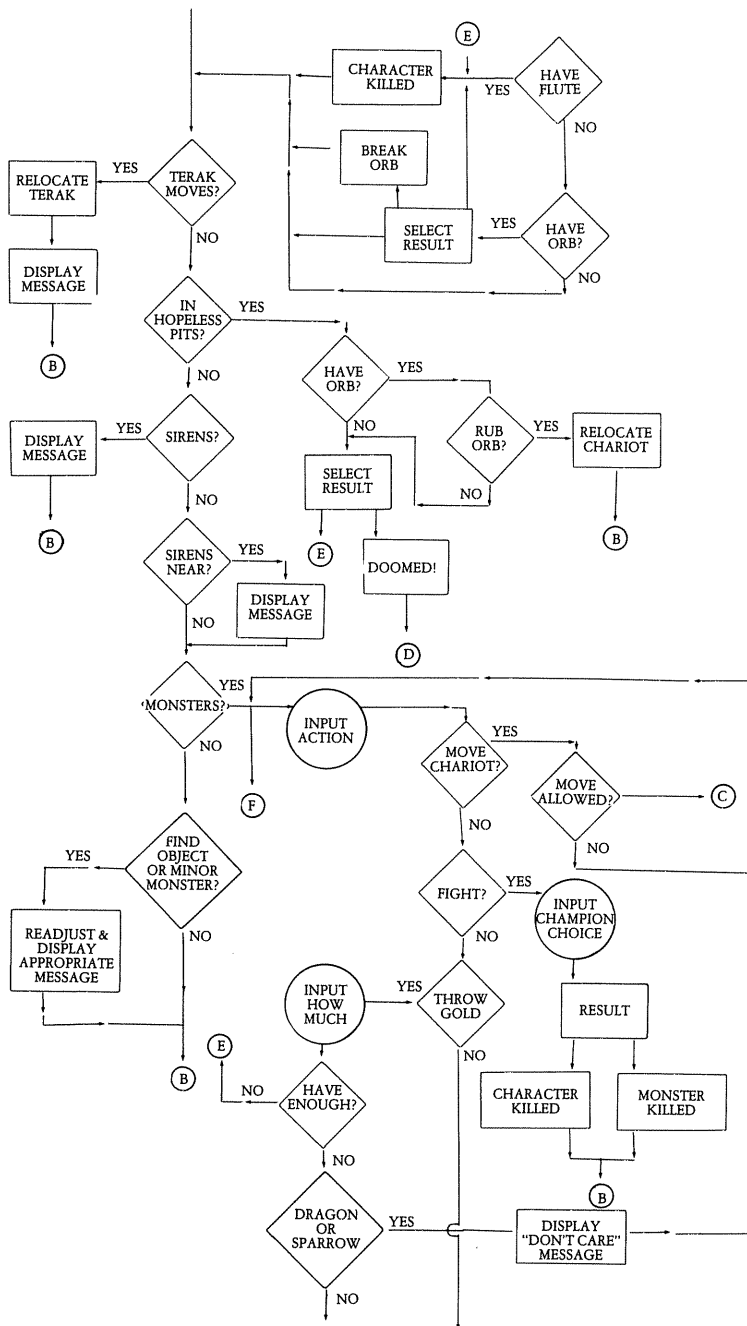 E
CHARACTER
KILLED
YES
HAVE
FLUTE
NO
BREAK
ORB
YES
TERAK
MOVES?
RELOCATE
TERAK
SELECT
RESULT
YES
HAVE
ORB?
NO
NO
DISPLAY
MESSAGE
IN
HOPELESS
PITS?
YES
B
NO
HAVE
ORB?
YES
YES
SIRENS?
DISPLAY
MESSAGE
NO
RUB
ORB?
YES
RELOCATE
CHARIOT
SELECT
RESULT
NO
NO
B
E
B
SIRENS
NEAR?
YES
DOOMED!
DISPLAY
MESSAGE
NO
D
MONSTERS?
YES
INPUT
ACTION
YES
MOVE
CHARIOT?
NO
MOVE
ALLOWED?
C
F
NO
NO
YES
FIND
OBJECT
OR MINOR
MONSTER?
FIGHT?
YES
INPUT
CHAMPION
CHOICE
READJUST &
DISPLAY
APPROPRIATE
MESSAGE
NO
NO
INPUT
HOW
MUCH
YES
THROW
GOLD
RESULT
E
NO
B
NO
HAVE
ENOUGH?
CHARACTER
KILLED
MONSTER
KILLED
NO
B
DRAGON
OR
SPARROW
YES
DISPLAY
"DON'T CARE"
MESSAGE
NO